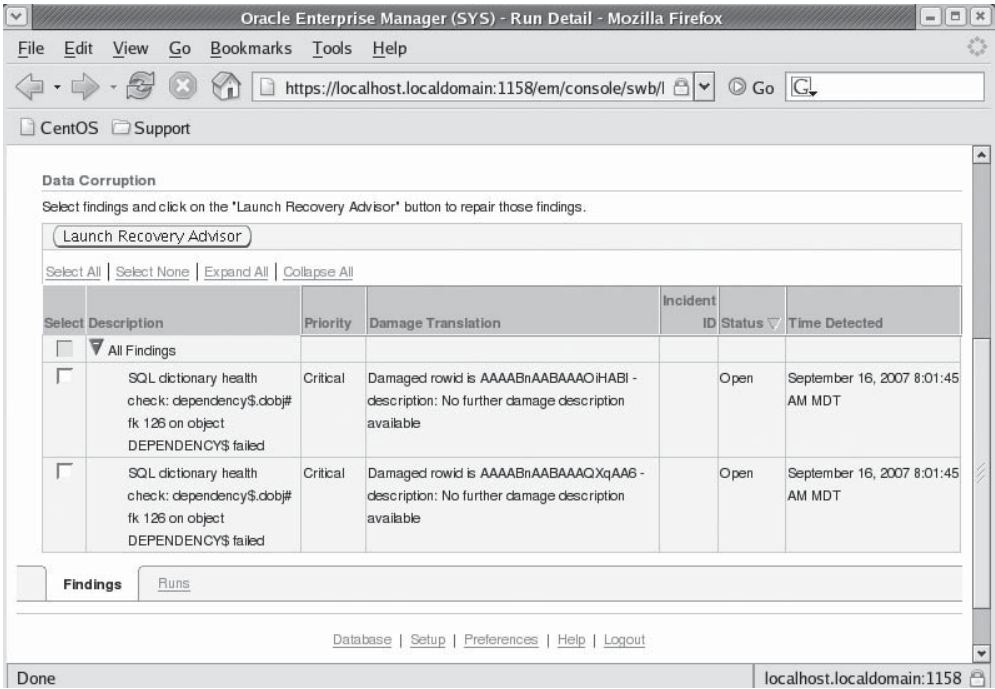 Oracle Enterprise Manager (SYS) - Run Detail - Mozilla Firefox
File Edit View Go Bookmarks Tools Help
https://localhost.localdomain:1158/em/console/swb/l Go G
CentOS Support
Data Corruption
Select findings and click on the "Launch Recovery Advisor" button to repair those findings.
Launch Recovery Advisor
Select All | Select None | Expand All | Collapse All
Select Description Priority Damage Translation Incident ID Status Time Detected
All Findings
SQL dictionary health Critical Damaged rowid is AAAABnAABAAAOiHABI - Open September 16, 2007 8:01:45
check: dependency$.dobj# description: No further damage description AM MDT
fk 126 on object available
DEPENDENCY$ failed
SQL dictionary health Critical Damaged rowid is AAAABnAABAAAQXqAA6 - Open September 16, 2007 8:01:45
check: dependency$.dobj# description: No further damage description AM MDT
fk 126 on object available
DEPENDENCY$ failed
Findings Runs
Database | Setup | Preferences | Help | Logout
Done localhost.localdomain:1158